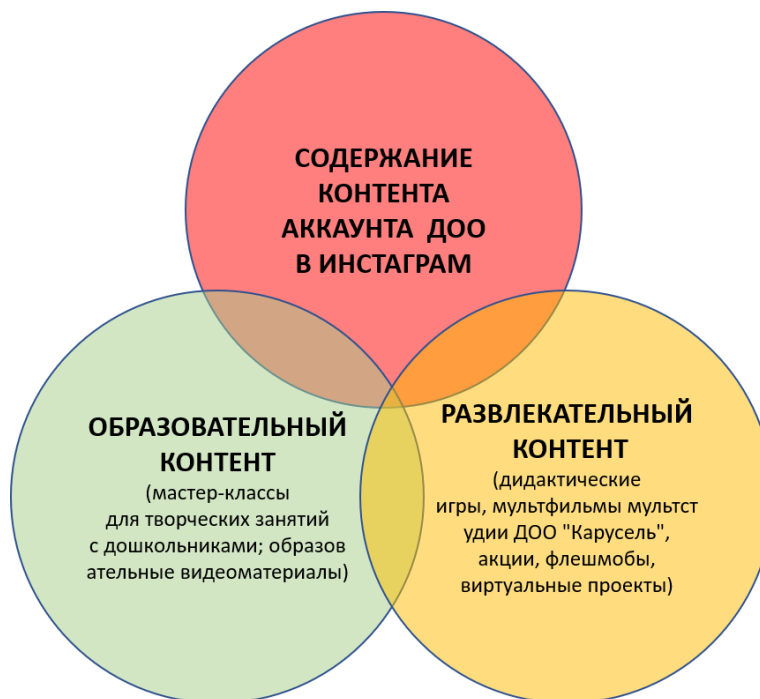 СОДЕРЖАНИЕ
КОНТЕНТА
АККАУНТА ДОО
В ИНСТАГРАМ
ОБРАЗОВАТЕЛЬНЫЙ
КОНТЕНТ
(мастер-классы
для творческих занятий
с дошкольниками; образов
ательные видеоматериалы)
РАЗВЛЕКАТЕЛЬНЫЙ
КОНТЕНТ
(дидактические
игры, мультфильмы мультст
удии ДОО "Карусель",
акции, флешмобы,
виртуальные проекты)